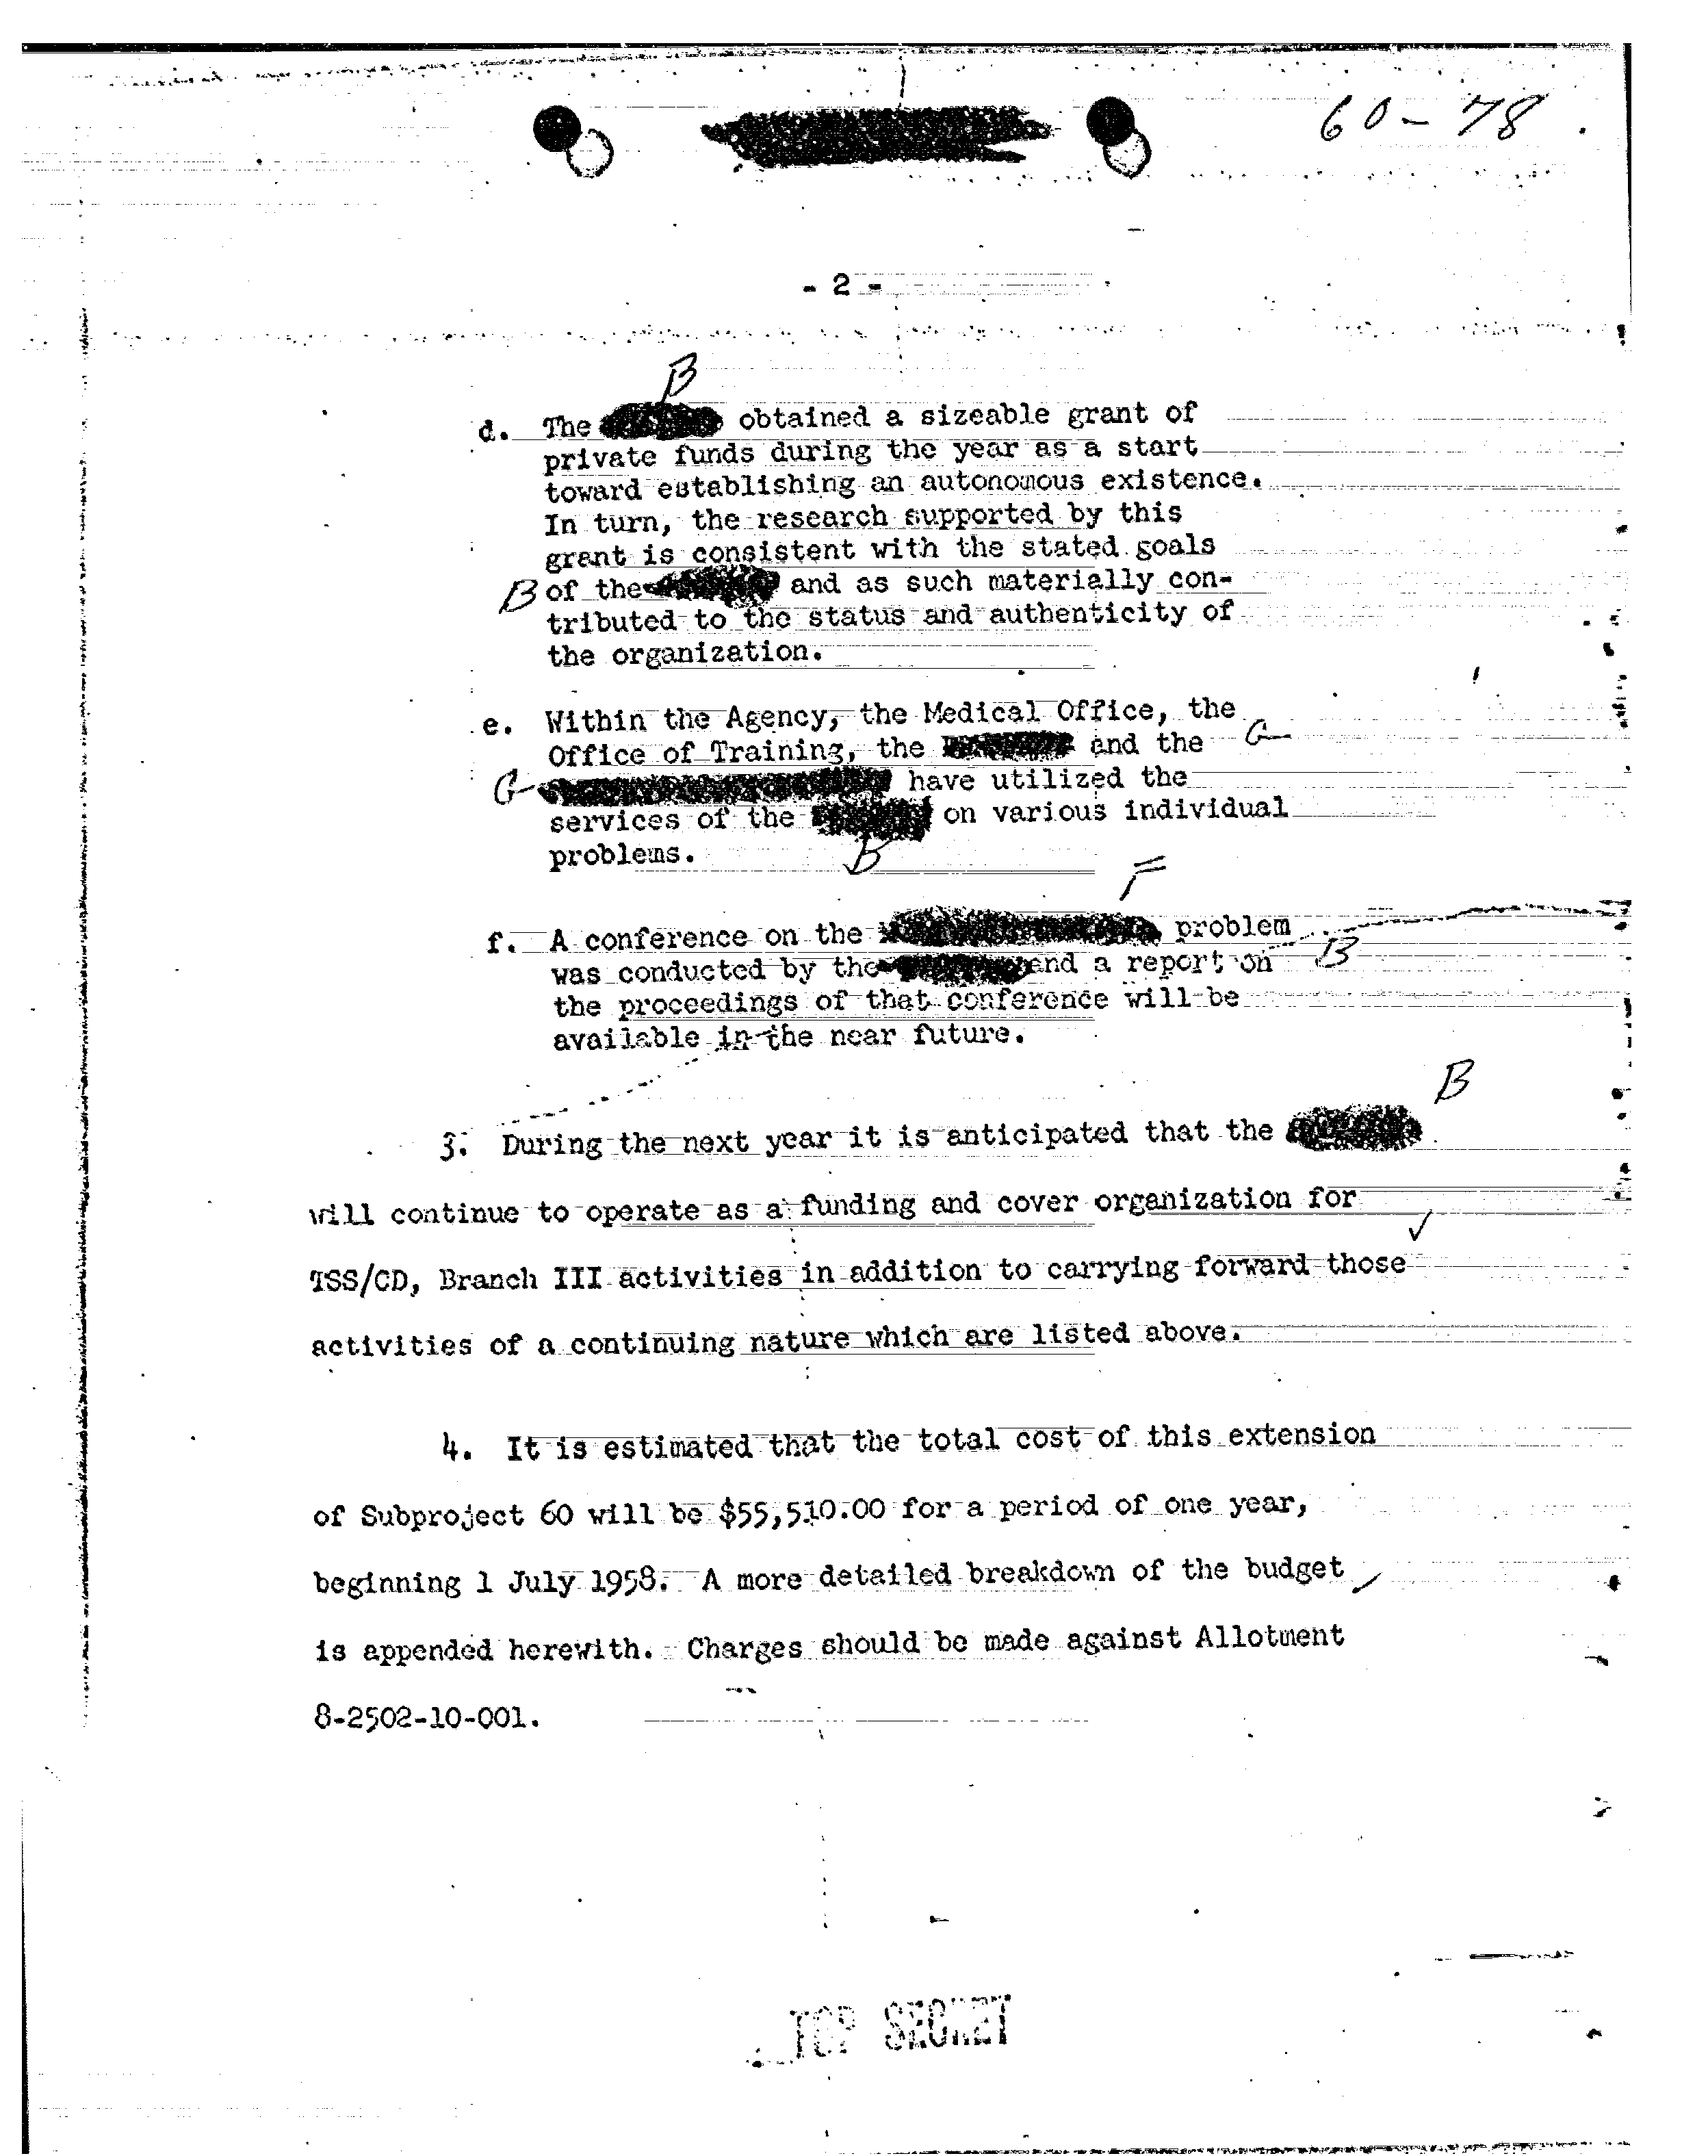 60-78
- 2 -
B
d. The obtained a sizeable grant of
private funds during the year as a start
toward establishing an autonomous existence.
In turn, the research supported by this
grant is consistent with the stated goals
B of the and as such materially con-
tributed to the status and authenticity of
the organization.
e. Within the Agency, the Medical Office, the
Office of Training, the and the G
G have utilized the
services of the on various individual
problems. B
F
f. A conference on the problem
was conducted by the and a report on B
the proceedings of that conference will be
available in the near future.
B
3. During the next year it is anticipated that the
will continue to operate as a funding and cover organization for
TSS/CD, Branch III activities in addition to carrying forward those
activities of a continuing nature which are listed above.
4. It is estimated that the total cost of this extension
of Subproject 60 will be $55,510.00 for a period of one year,
beginning 1 July 1958. A more detailed breakdown of the budget
is appended herewith. Charges should be made against Allotment
8-2502-10-001.
TOP SECRET